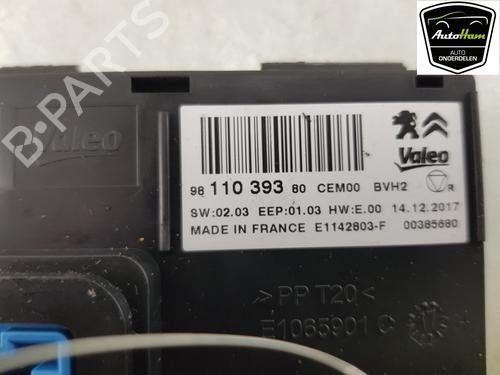 AutoHam
AUTO
ONDERDELEN
B-PARTS
Valeo
Valeo
98 110 393 80 CEM00 BVH2 R
SW:02.03 EEP:01.03 HW:E.00 14.12.2017
MADE IN FRANCE E1142803-F 00385680
>PP T20<
E1065901 C